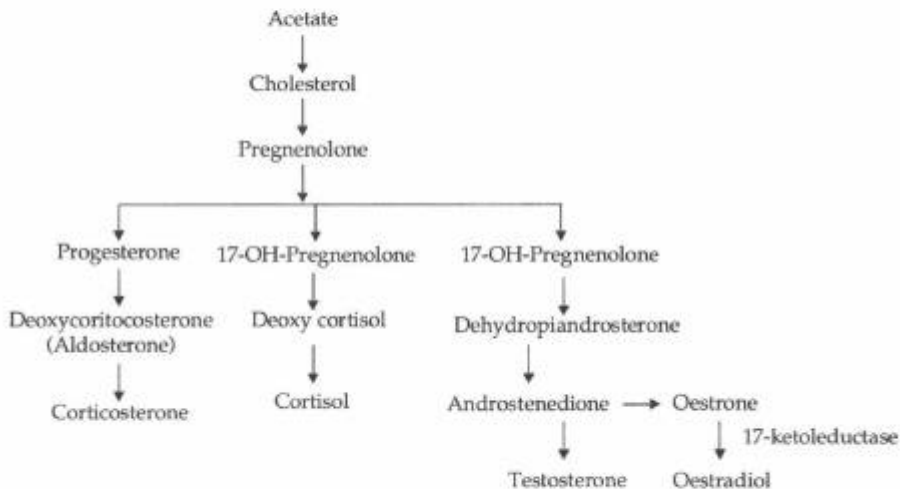 Acetate
Cholesterol
Pregnenolone
Progesterone 17-OH-Pregnenolone 17-OH-Pregnenolone
Deoxycoritocosterone Deoxy cortisol Dehydropiandrosterone
(Aldosterone)
Corticosterone Cortisol Androstenedione Oestrone
17-ketoleductase
Testosterone Oestradiol